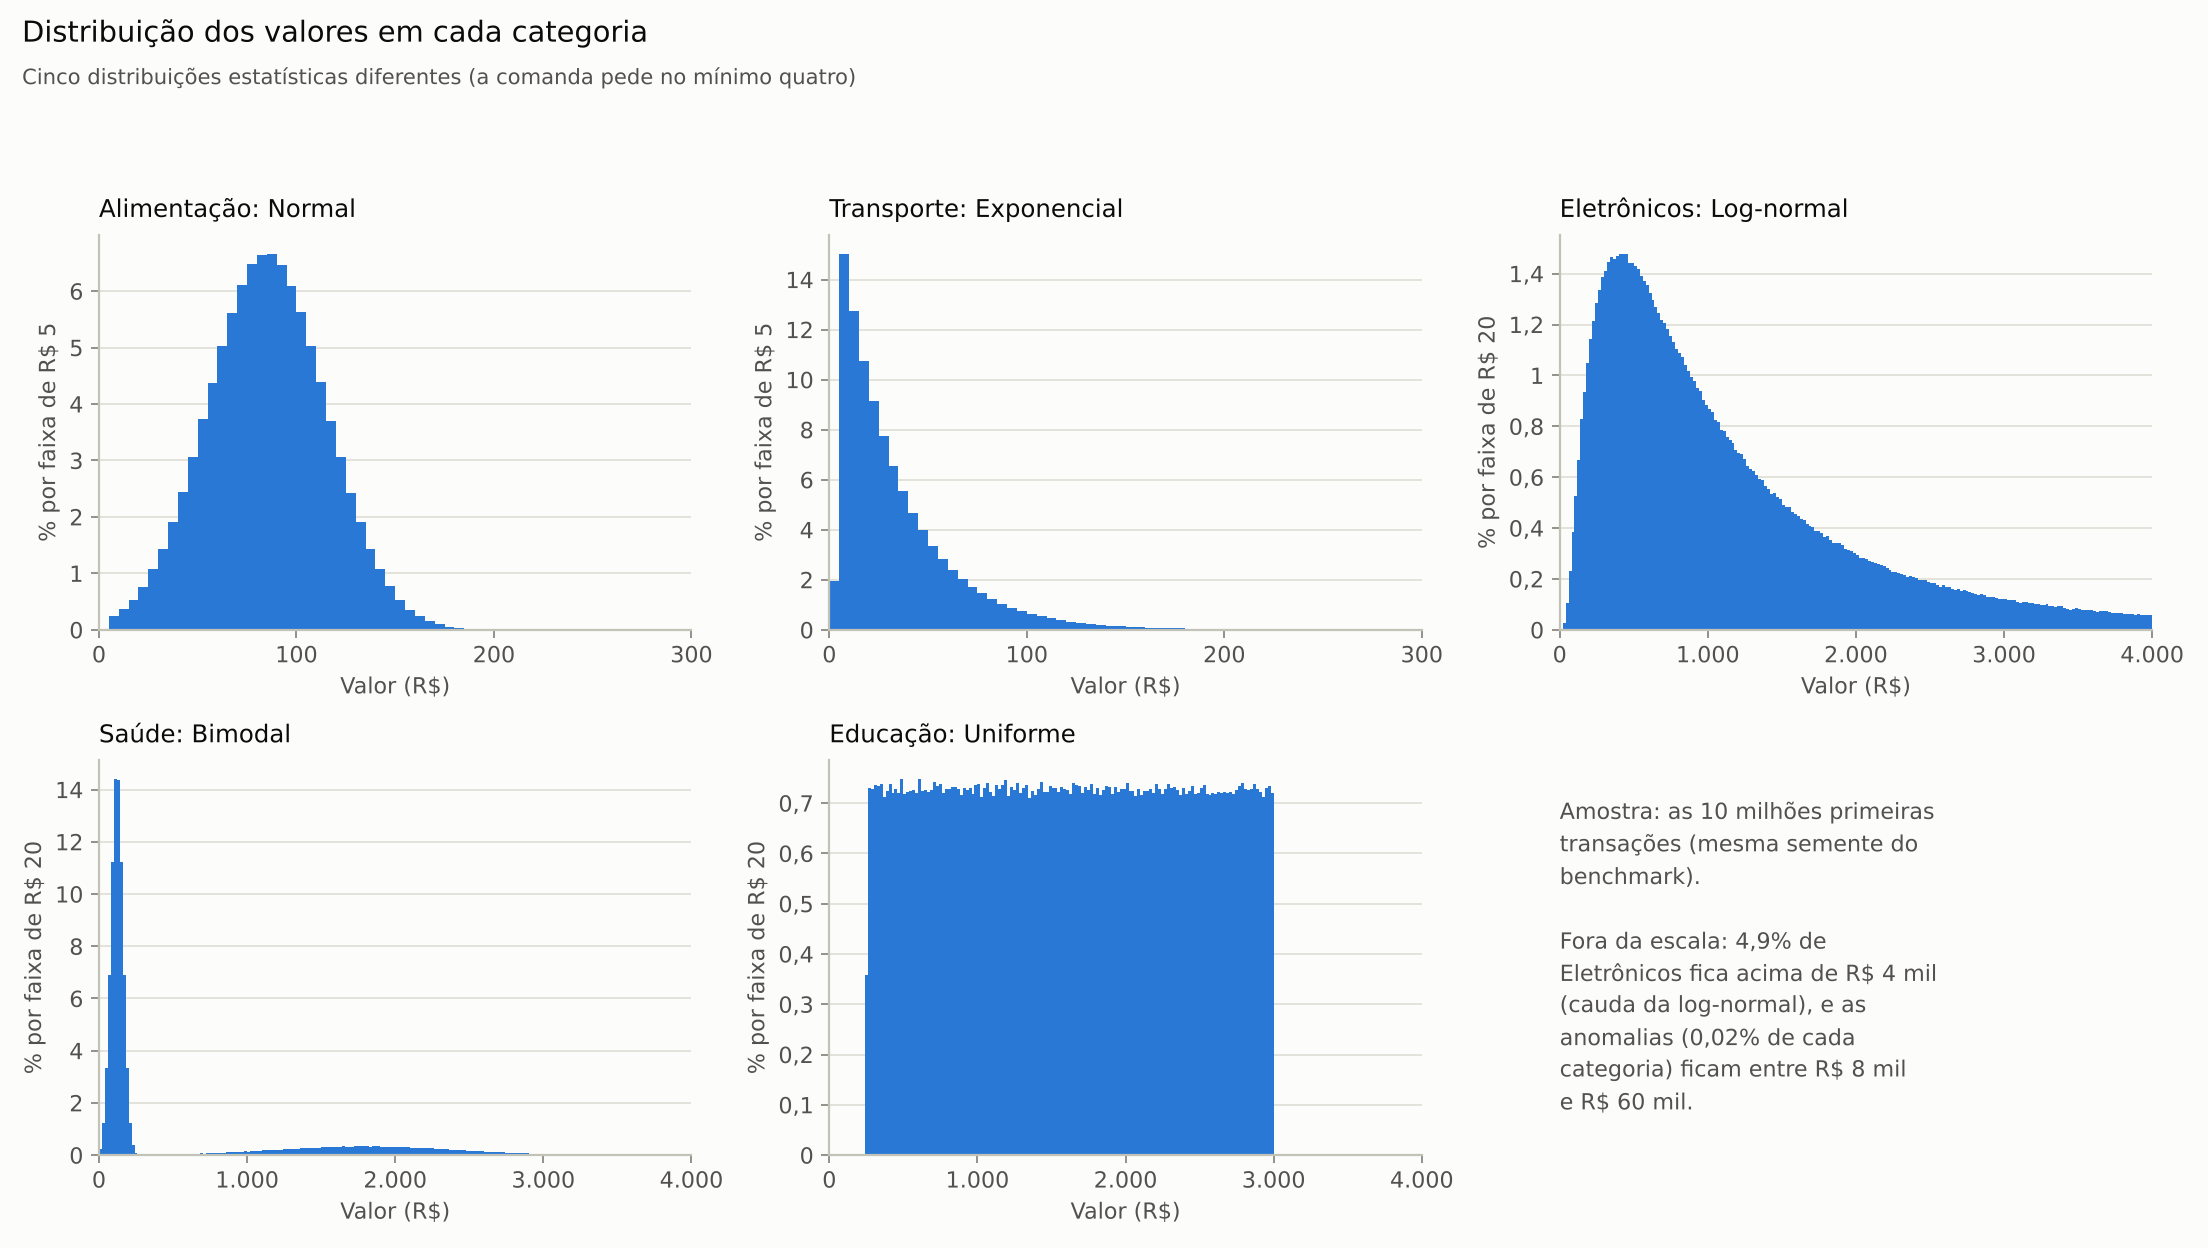 Distribuição dos valores em cada categoria
Cinco distribuições estatísticas diferentes (a comanda pede no mínimo quatro)
Alimentação: Normal
% por faixa de R$ 5
6
5
4
3
2
1
0
0
100
200
300
Valor (R$)
Transporte: Exponencial
% por faixa de R$ 5
14
12
10
8
6
4
2
0
0
100
200
300
Valor (R$)
Eletrônicos: Log-normal
% por faixa de R$ 20
1,4
1,2
1
0,8
0,6
0,4
0,2
0
0
1.000
2.000
3.000
4.000
Valor (R$)
Saúde: Bimodal
% por faixa de R$ 20
14
12
10
8
6
4
2
0
0
1.000
2.000
3.000
4.000
Valor (R$)
Educação: Uniforme
% por faixa de R$ 20
0,7
0,6
0,5
0,4
0,3
0,2
0,1
0
0
1.000
2.000
3.000
4.000
Valor (R$)
Amostra: as 10 milhões primeiras
transações (mesma semente do
benchmark).
Fora da escala: 4,9% de
Eletrônicos fica acima de R$ 4 mil
(cauda da log-normal), e as
anomalias (0,02% de cada
categoria) ficam entre R$ 8 mil
e R$ 60 mil.